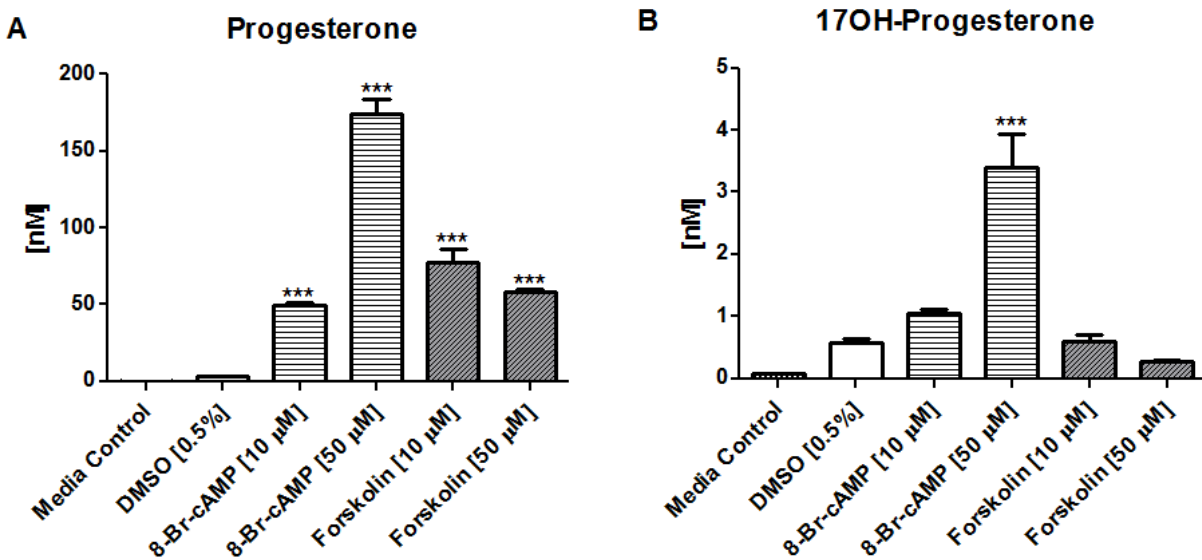 A
Progesterone
[nM]
200
150
100
50
0
***
***
***
***
Media Control
DMSO [0.5%]
8-Br-cAMP [10 µM]
8-Br-cAMP [50 µM]
Forskolin [10 µM]
Forskolin [50 µM]
B
17OH-Progesterone
[nM]
5
4
3
2
1
0
***
Media Control
DMSO [0.5%]
8-Br-cAMP [10 µM]
8-Br-cAMP [50 µM]
Forskolin [10 µM]
Forskolin [50 µM]